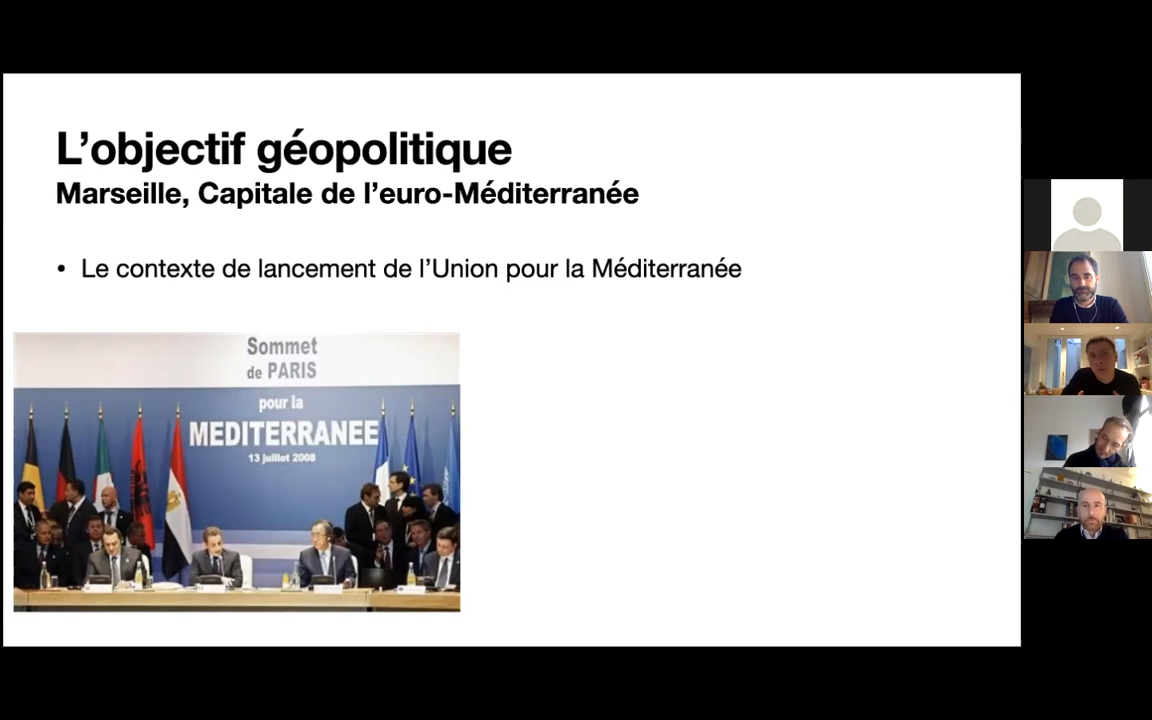 L’objectif géopolitique
Marseille, Capitale de l’euro-Méditerranée
• Le contexte de lancement de l’Union pour la Méditerranée
Sommet
de PARIS
pour la
MEDITERRANEE
13 juillet 2008